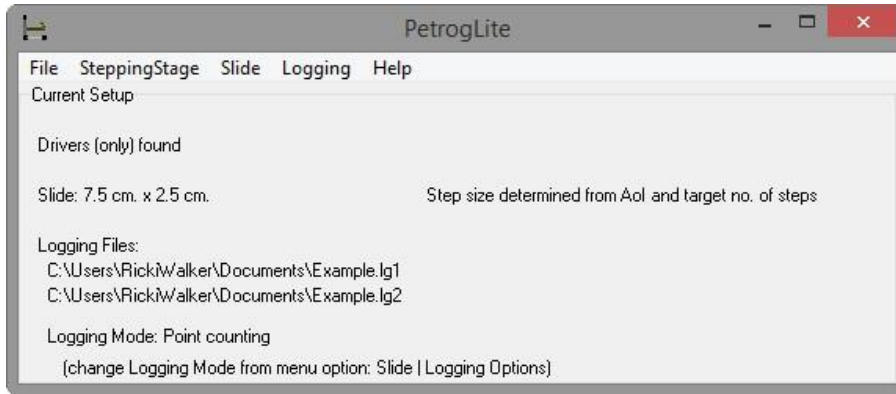 PetrogLite
File SteppingStage Slide Logging Help
Current Setup
Drivers (only) found
Slide: 7.5 cm. x 2.5 cm. Step size determined from AoI and target no. of steps
Logging Files:
C:\Users\RickiWalker\Documents\Example.lg1
C:\Users\RickiWalker\Documents\Example.lg2
Logging Mode: Point counting
(change Logging Mode from menu option: Slide | Logging Options)